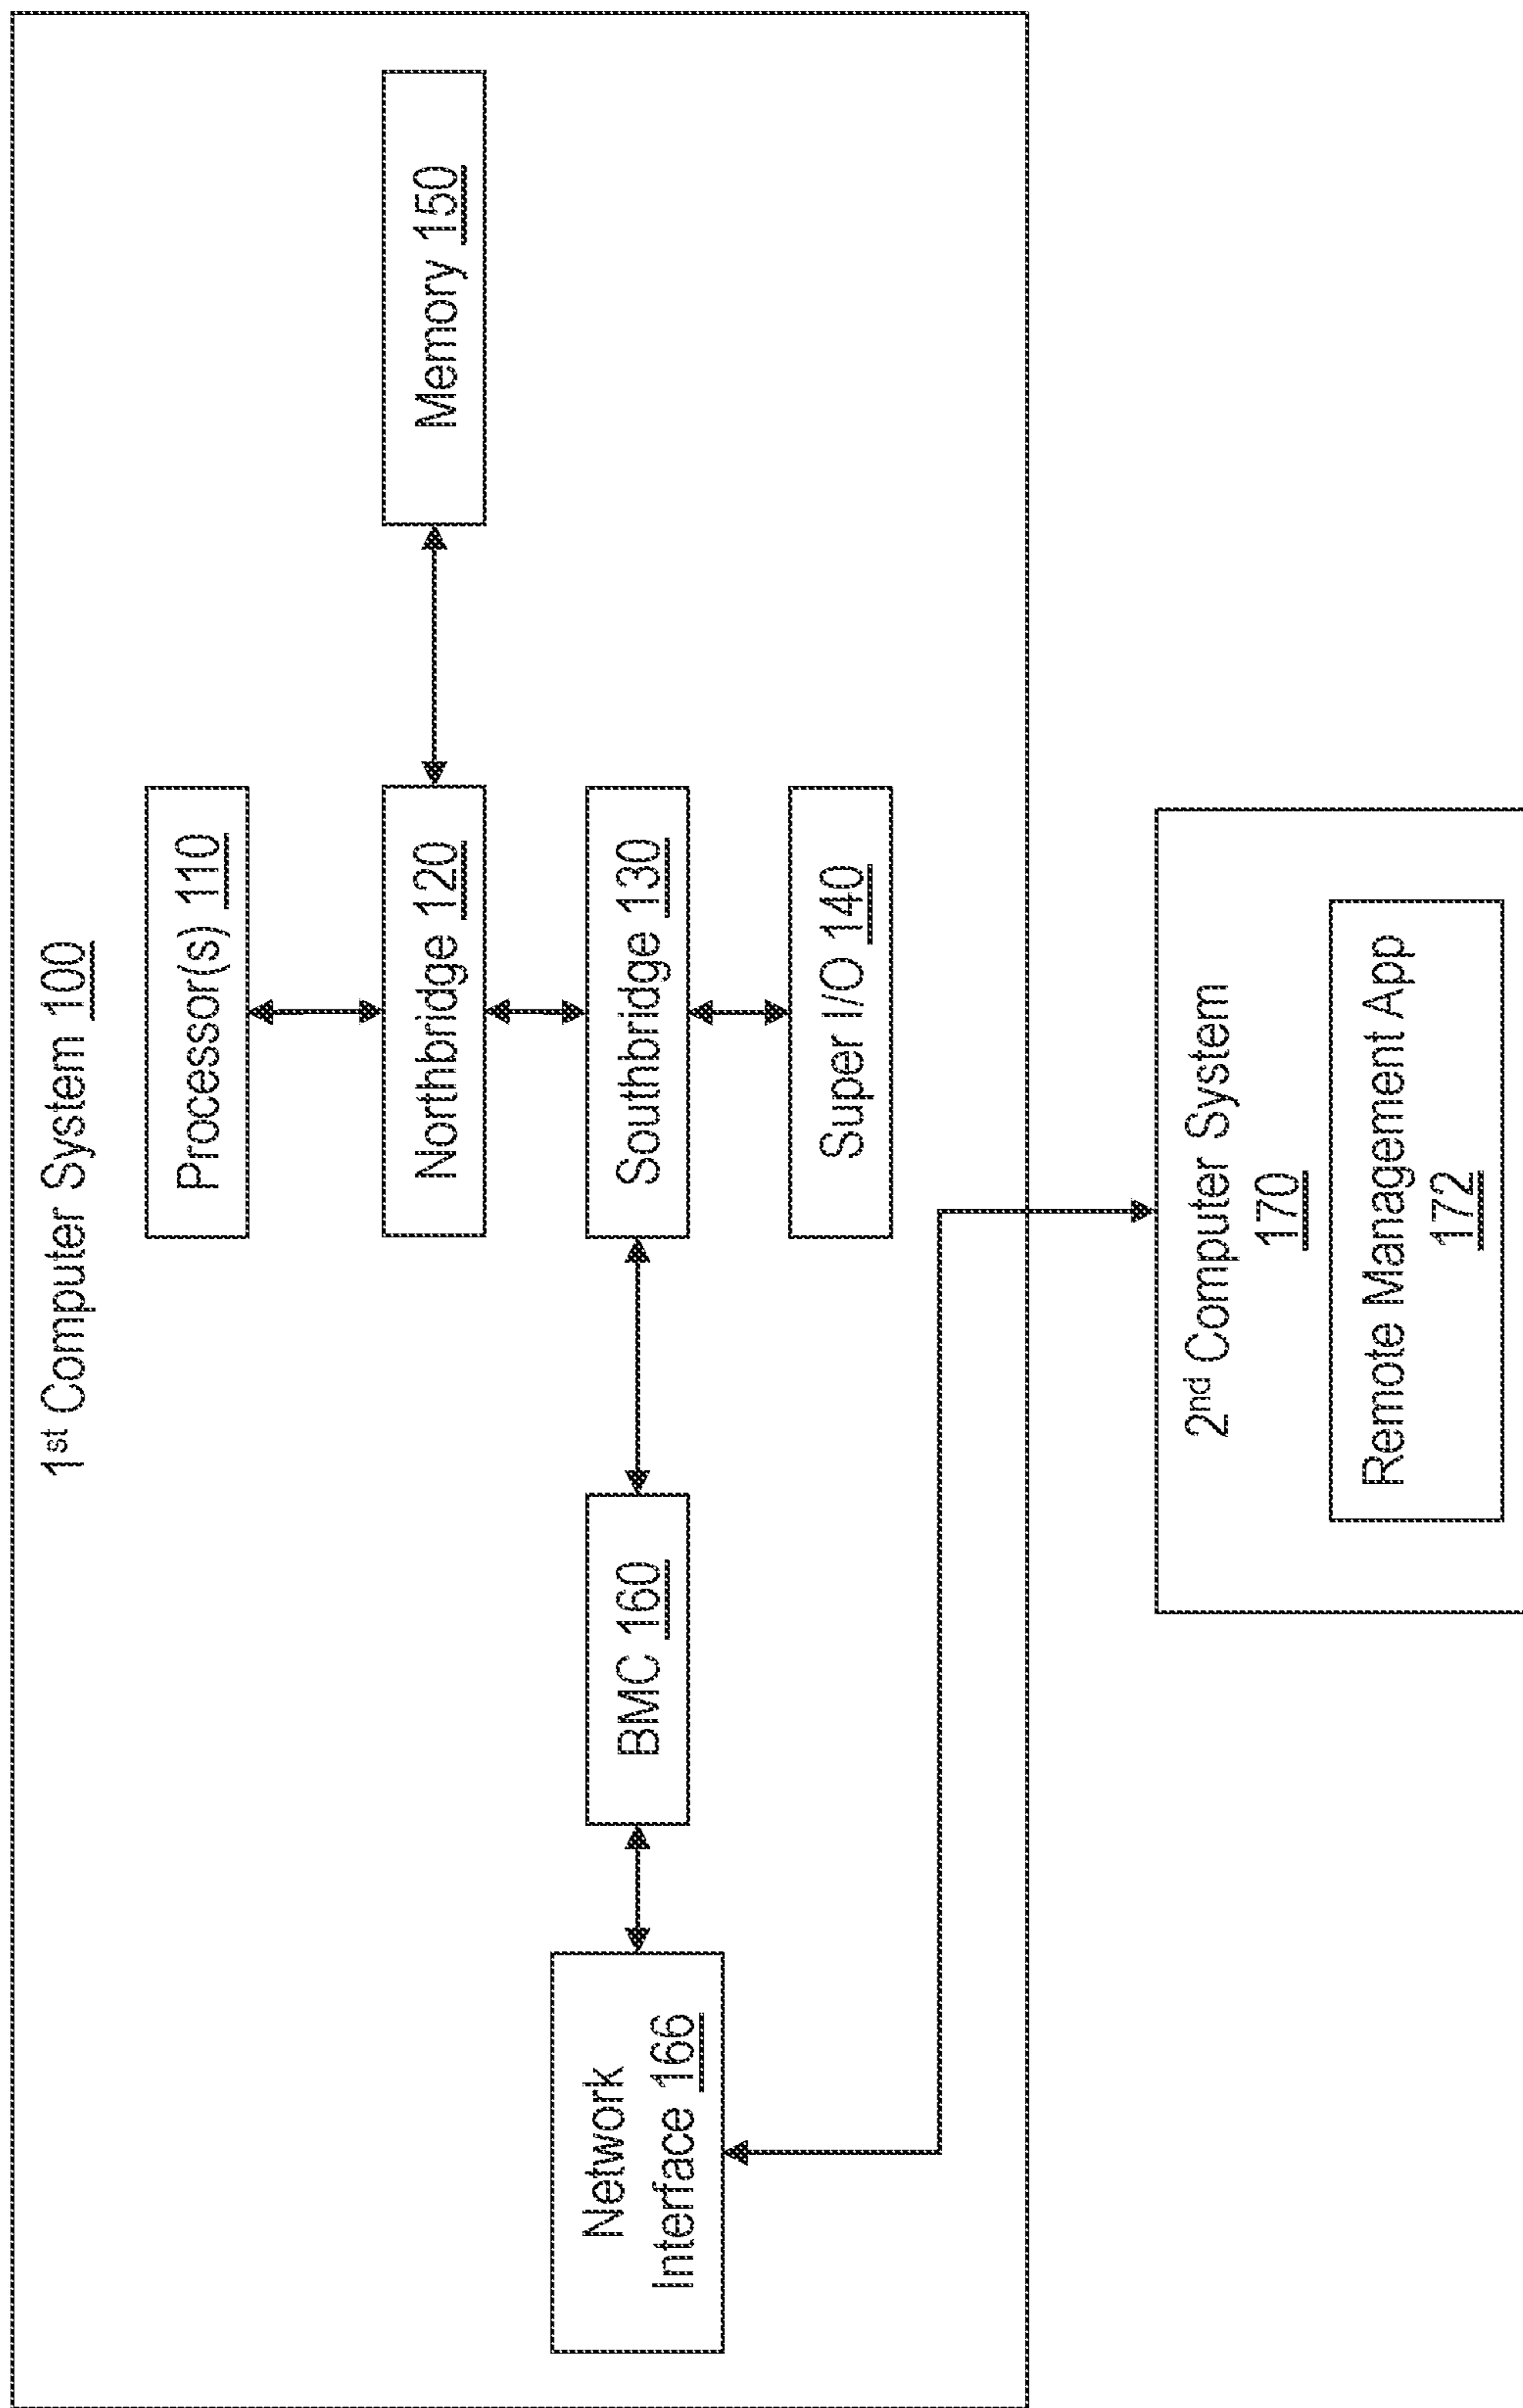 1st Computer System 100
Processor(s) 110
Northbridge 120
Memory 150
Network
Interface 166
BMC 160
Southbridge 130
Super I/O 140
2nd Computer System
170
Remote Management App
172